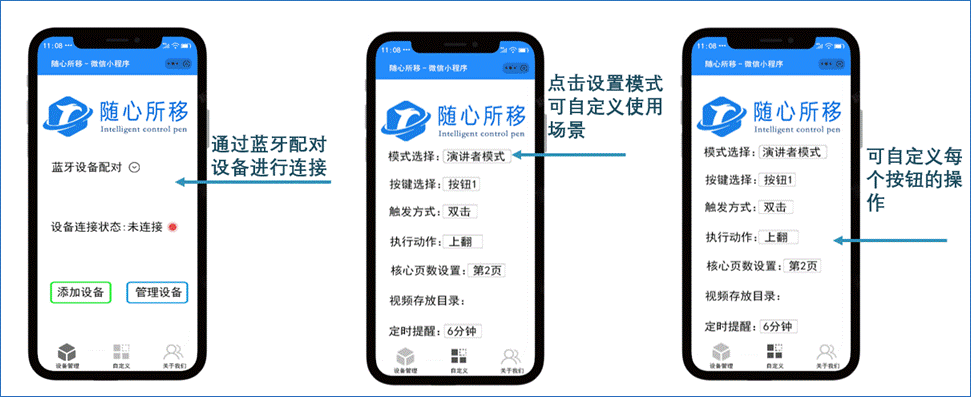 11:08
随心所移－微信小程序
随心所移
Intelligent control pen
蓝牙设备配对
设备连接状态:未连接
添加设备
管理设备
设备管理
自定义
关于我们
通过蓝牙配对
设备进行连接
11:08
随心所移－微信小程序
随心所移
Intelligent control pen
模式选择：演讲者模式
按键选择：按钮1
触发方式：双击
执行动作：上翻
核心页数设置：第2页
视频存放目录：
定时提醒：6分钟
设备管理
自定义
关于我们
点击设置模式
可自定义使用
场景
11:08
随心所移－微信小程序
随心所移
Intelligent control pen
模式选择：演讲者模式
按键选择：按钮1
触发方式：双击
执行动作：上翻
核心页数设置：第2页
视频存放目录：
定时提醒：6分钟
设备管理
自定义
关于我们
可自定义每
个按钮的操
作